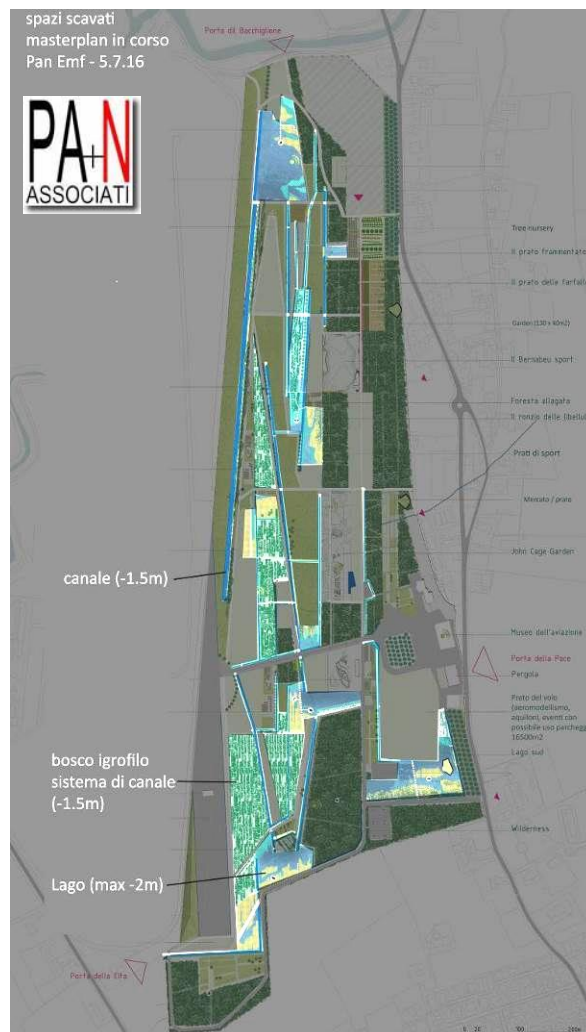 spazi scavati
masterplan in corso
Pan Emf - 5.7.16
PA+N
ASSOCIATI
Porta dil Bacchiglione
Tree nursery
Il prato frammentato
Il prato delle farfalle
Garden (130 x 60m2)
Il Bernabeu sport
Foresta allagata
Il ronzio delle libellule
Prati di sport
Mercato / prato
John Cage Garden
canale (-1.5m)
Museo dell'aviazione
Porta della Pace
Pergola
Prato del volo
(aeromodellismo,
aquiloni, eventi con
possibile uso parcheggio
16500m2
Lago sud
bosco igrofilo
sistema di canale
(-1.5m)
Wilderness
Lago (max -2m)
Porta della Elfa